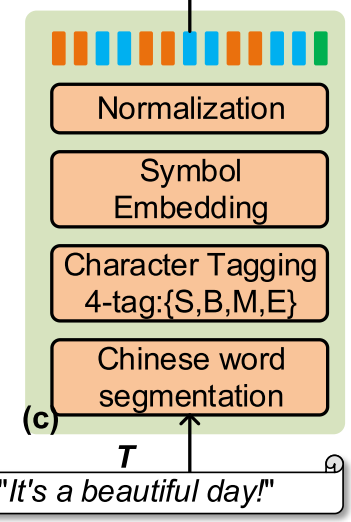 Normalization
Symbol
Embedding
Character Tagging
4-tag:{S,B,M,E}
Chinese word
segmentation
(c)
T
"It's a beautiful day!"